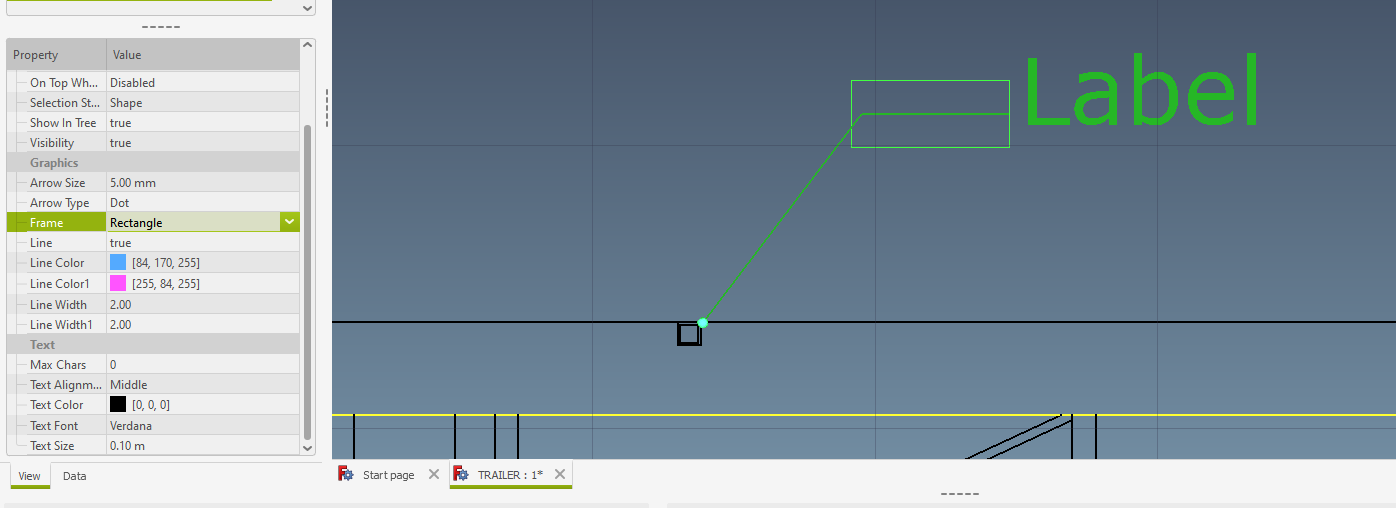 Property Value
On Top Wh... Disabled
Selection St... Shape
Show In Tree true
Visibility true
Graphics
Arrow Size 5.00 mm
Arrow Type Dot
Frame Rectangle
Line true
Line Color [84, 170, 255]
Line Color1 [255, 84, 255]
Line Width 2.00
Line Width1 2.00
Text
Max Chars 0
Text Alignm... Middle
Text Color [0, 0, 0]
Text Font Verdana
Text Size 0.10 m
View Data
Label
Start page
TRAILER : 1*